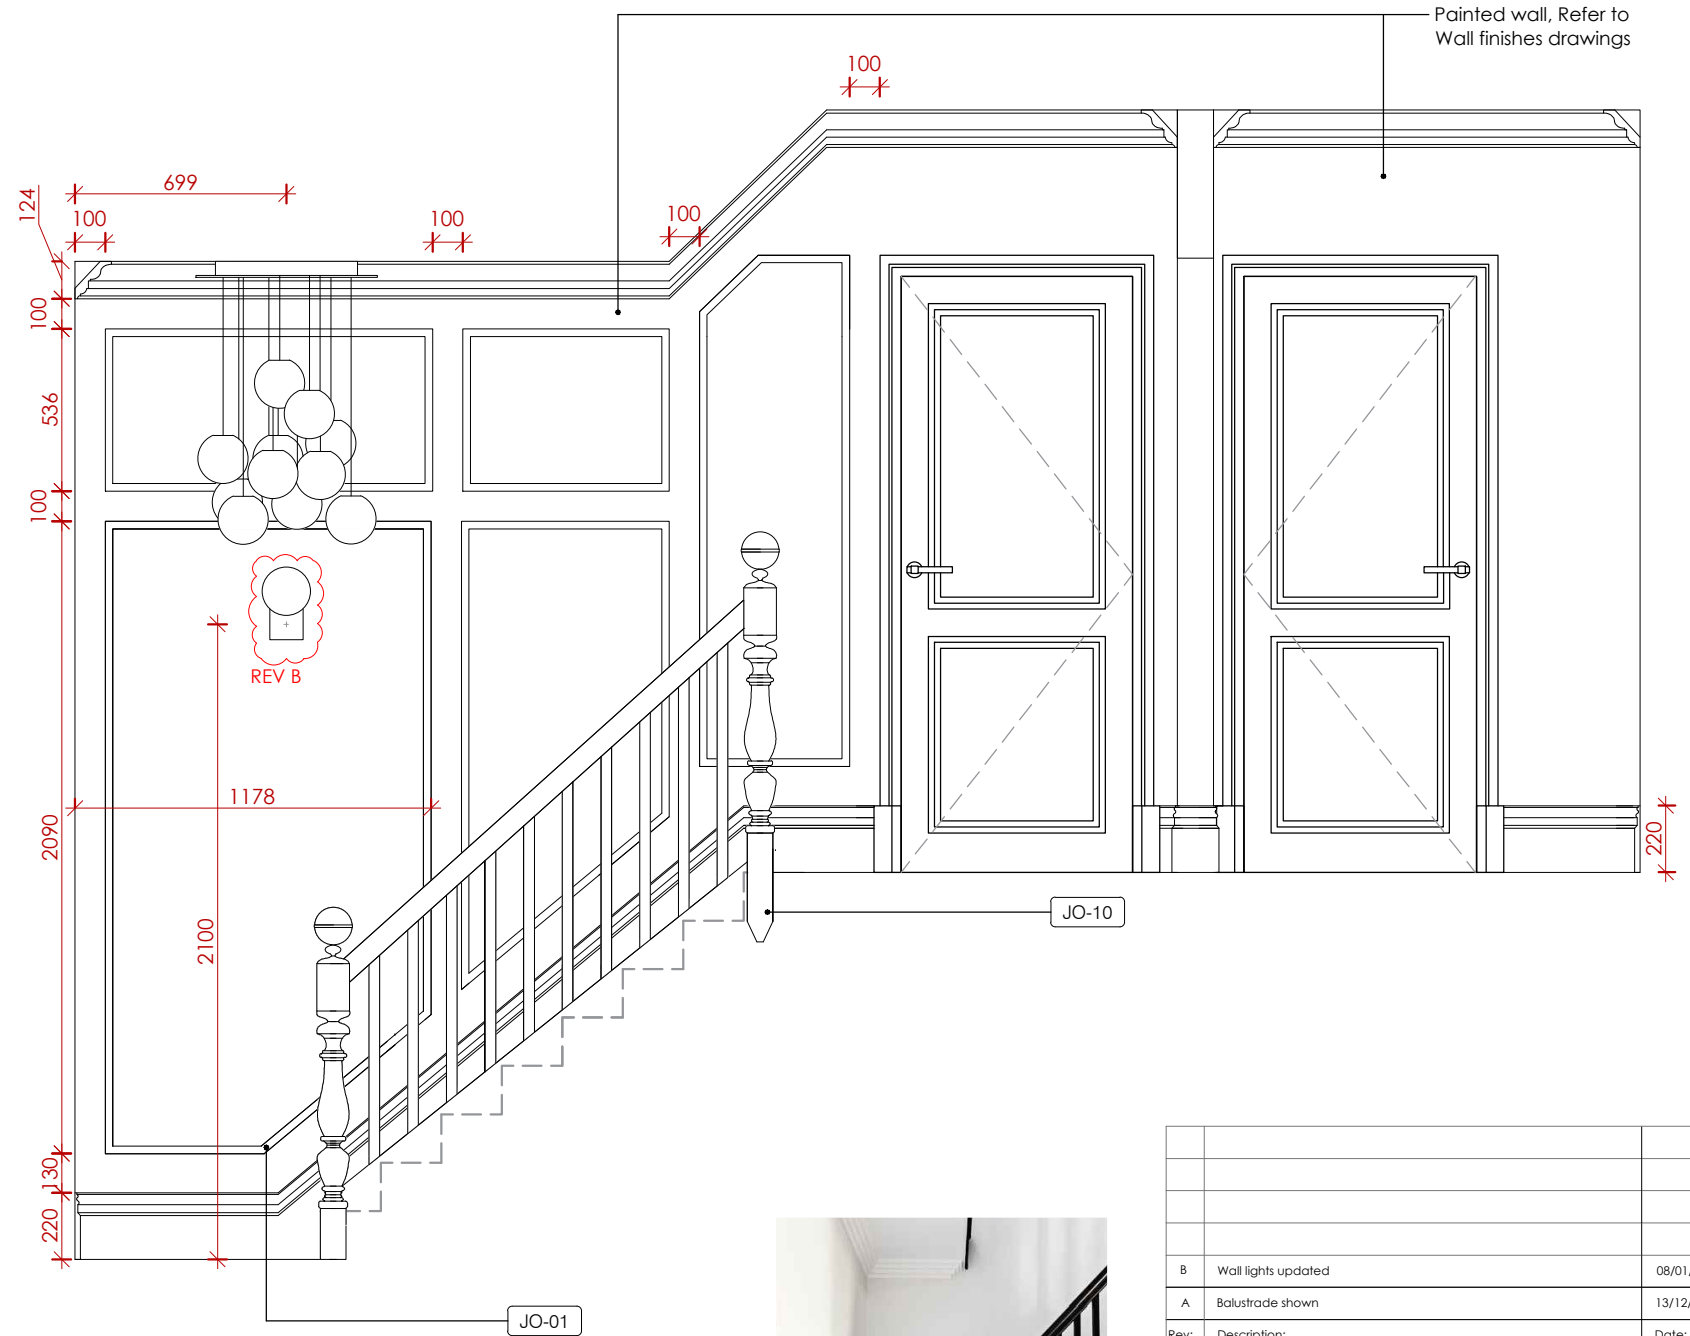 Painted wall, Refer to
Wall finishes drawings
100
699
124
100
100
100
100
536
100
REV B
1178
2090
220
2100
JO-10
130
220
JO-01
B Wall lights updated 08/01/
A Balustrade shown 13/12/
Rev: Description: Date: